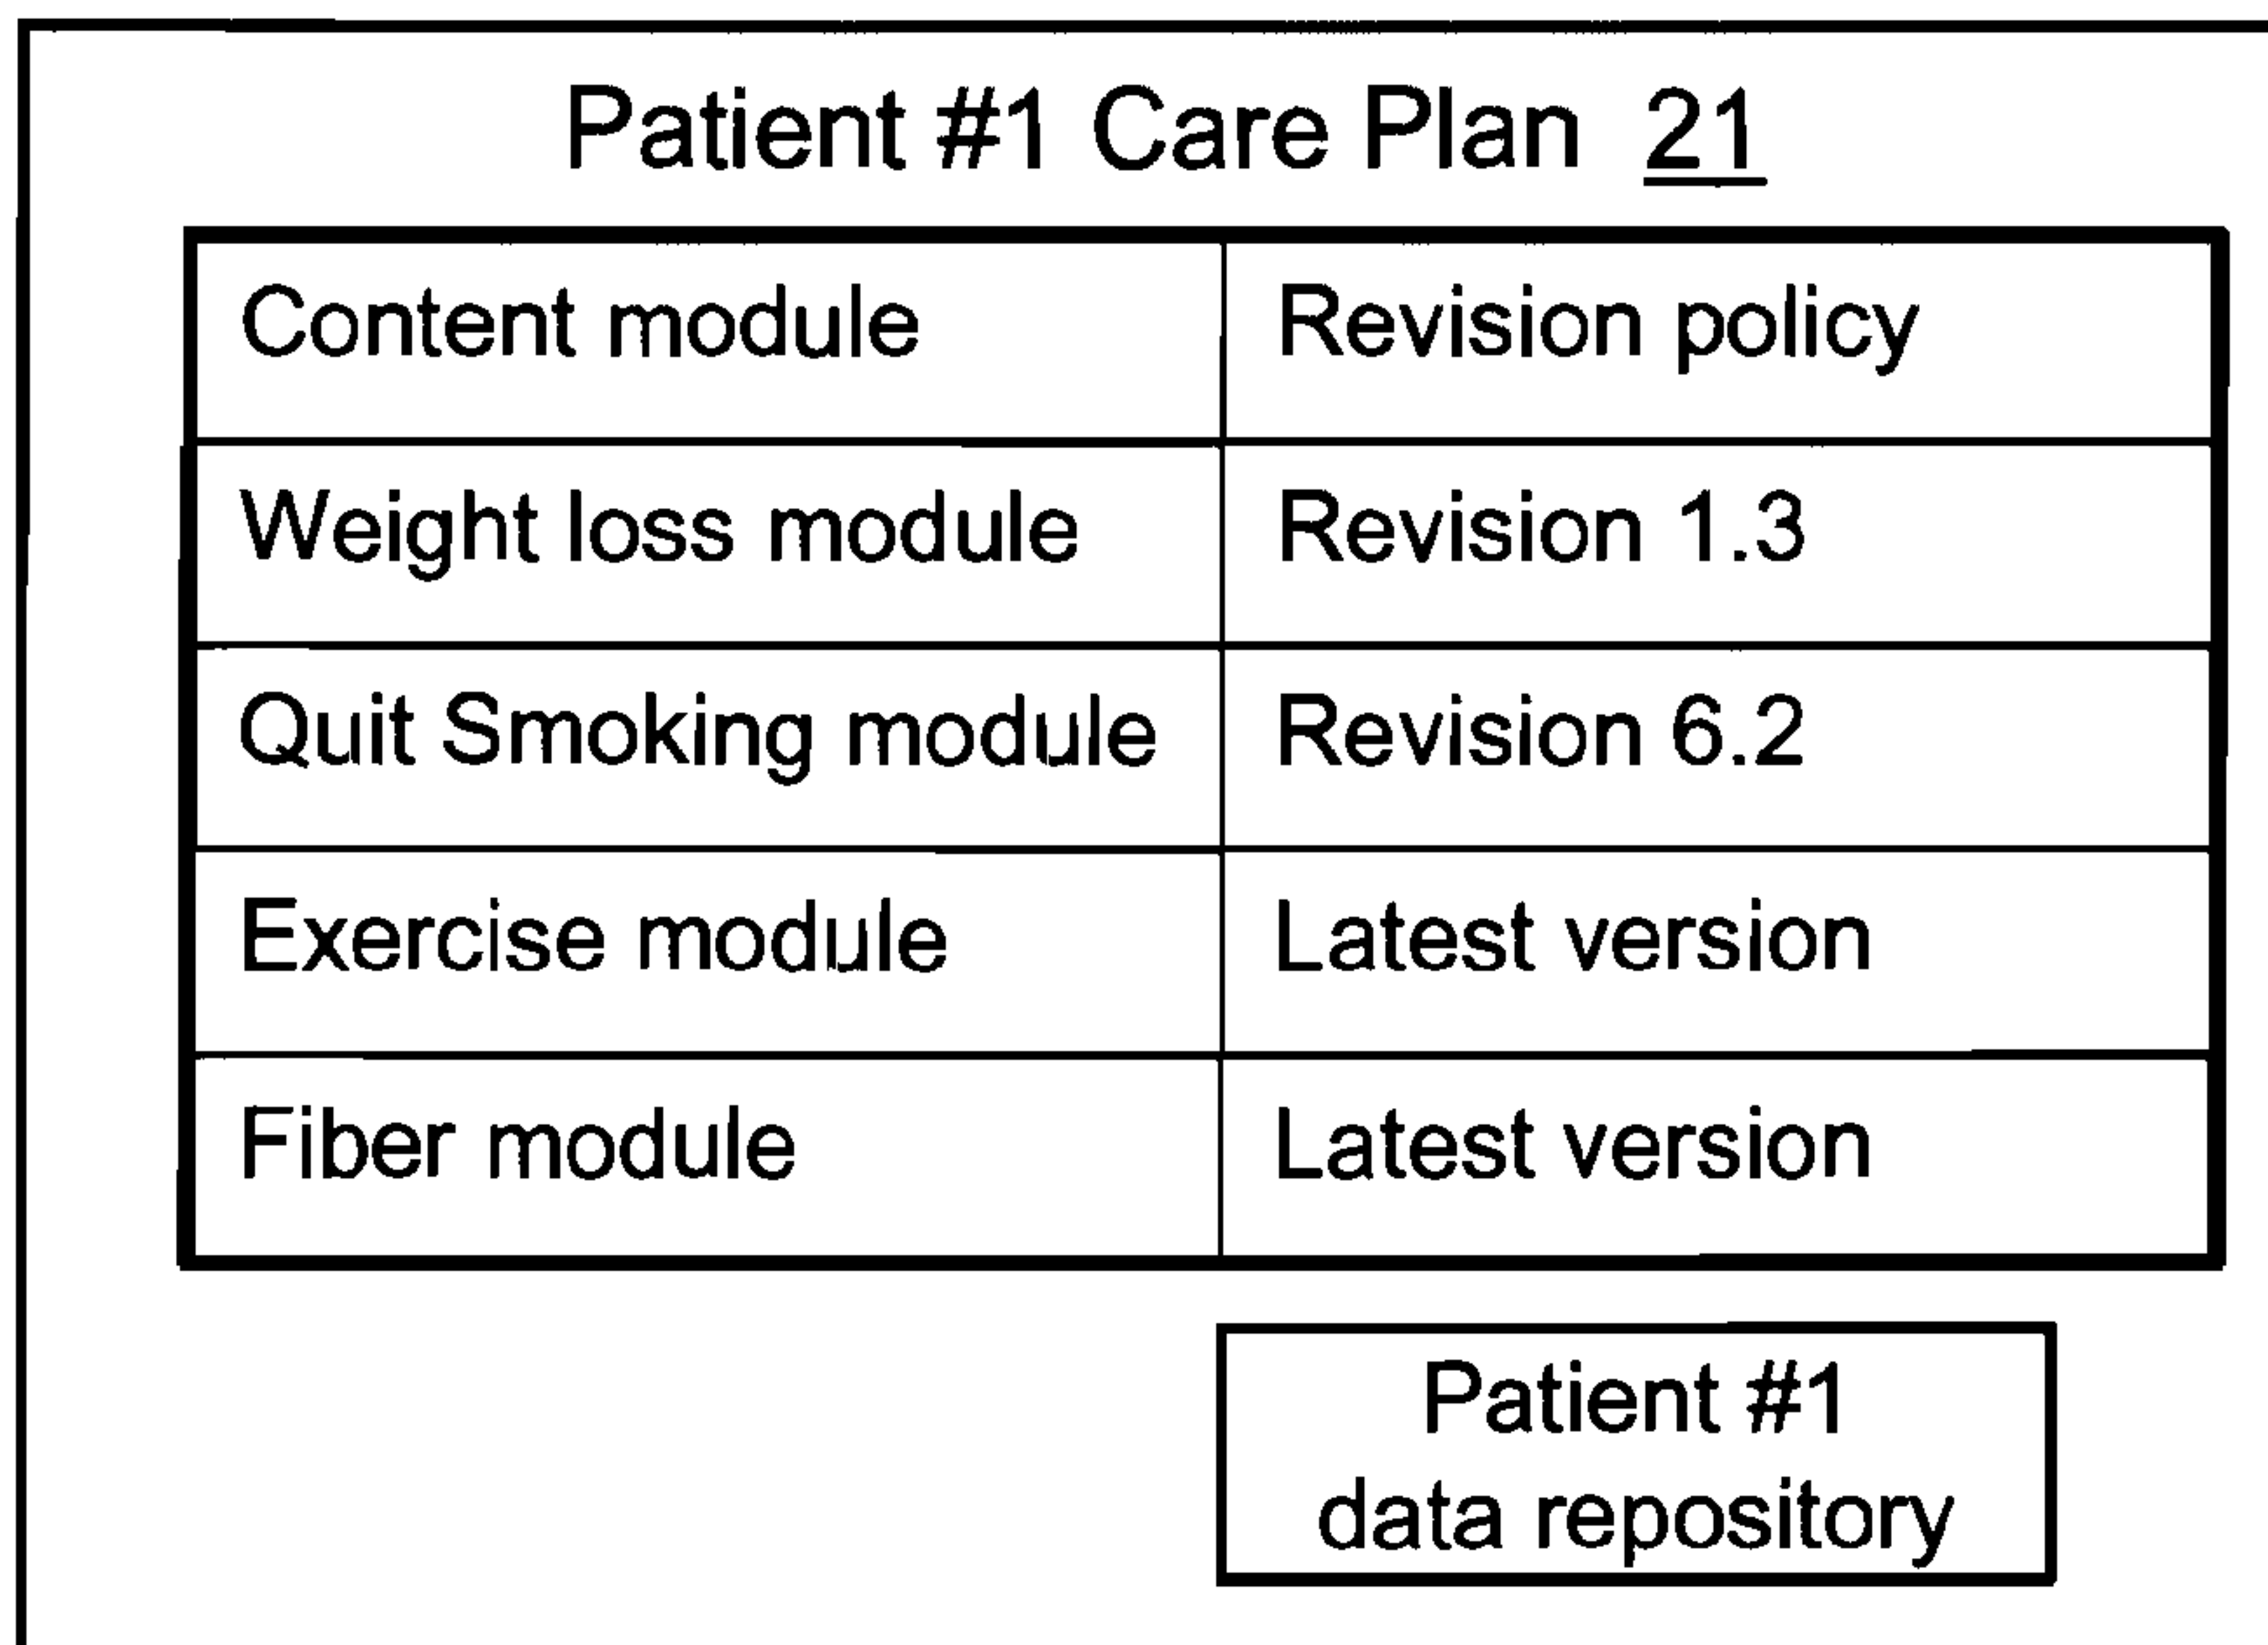 Patient #1 Care Plan 21
Content module Revision policy
Weight loss module Revision 1.3
Quit Smoking module Revision 6.2
Exercise module Latest version
Fiber module Latest version
Patient #1
data repository